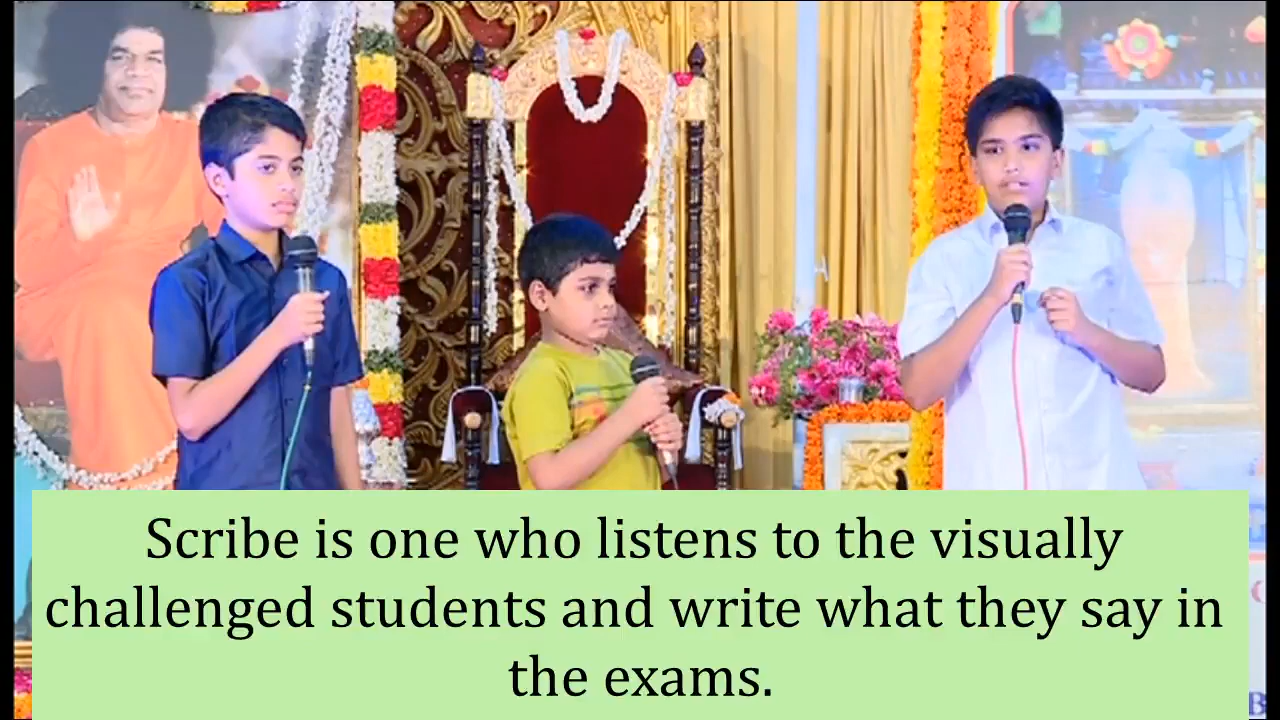 Scribe is one who listens to the visually
challenged students and write what they say in
the exams.